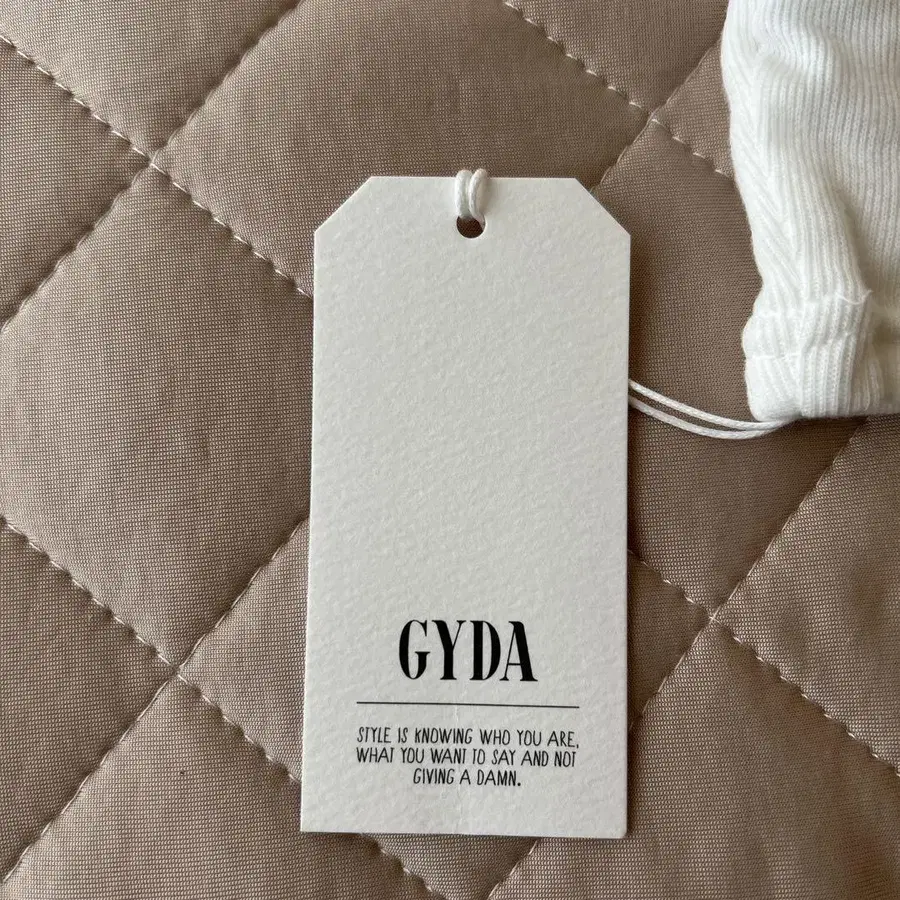 GYDA
STYLE IS KNOWING WHO YOU ARE,
WHAT YOU WANT TO SAY AND NOT
GIVING A DAMN.